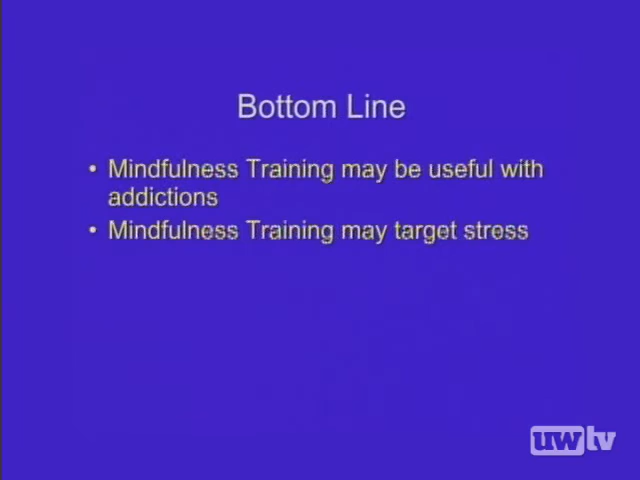 Bottom Line
• Mindfulness Training may be useful with
addictions
• Mindfulness Training may target stress
uwtv